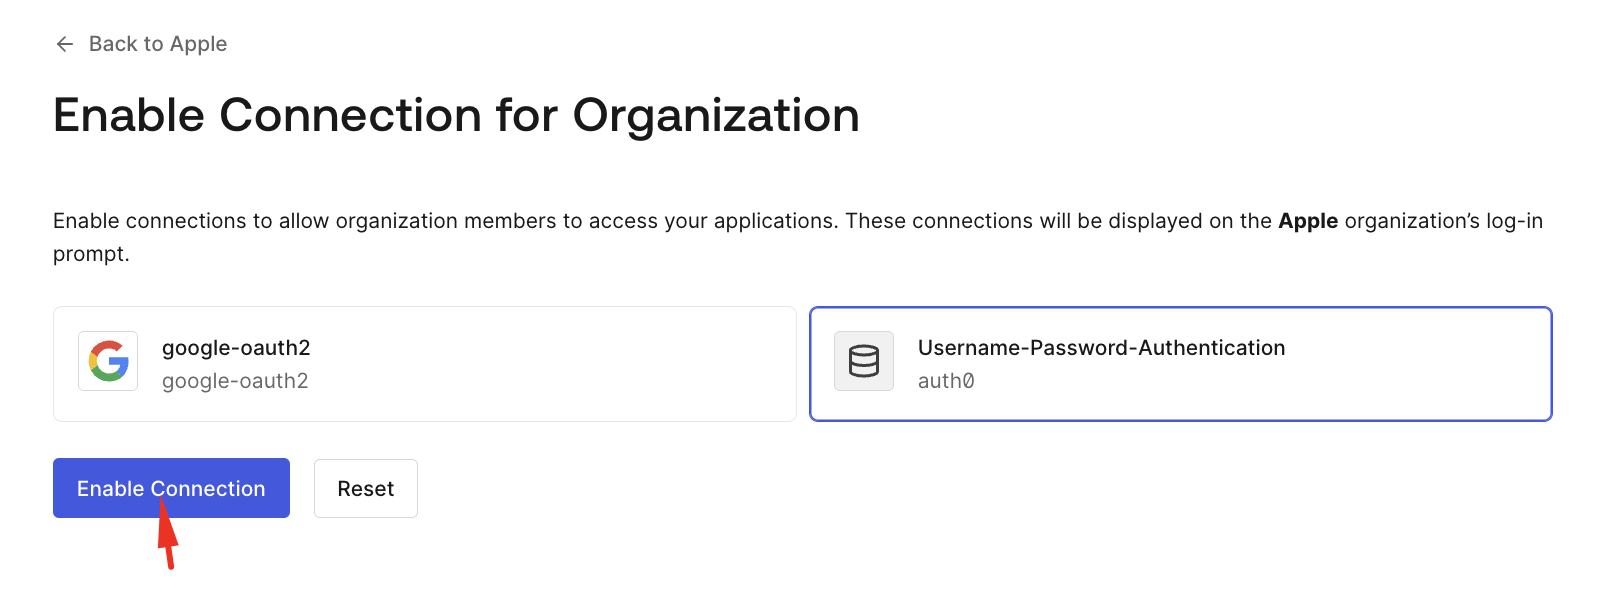 Back to Apple
Enable Connection for Organization
Enable connections to allow organization members to access your applications. These connections will be displayed on the Apple organization’s log-in
prompt.
google-oauth2
google-oauth2
Username-Password-Authentication
auth0
Enable Connection
Reset